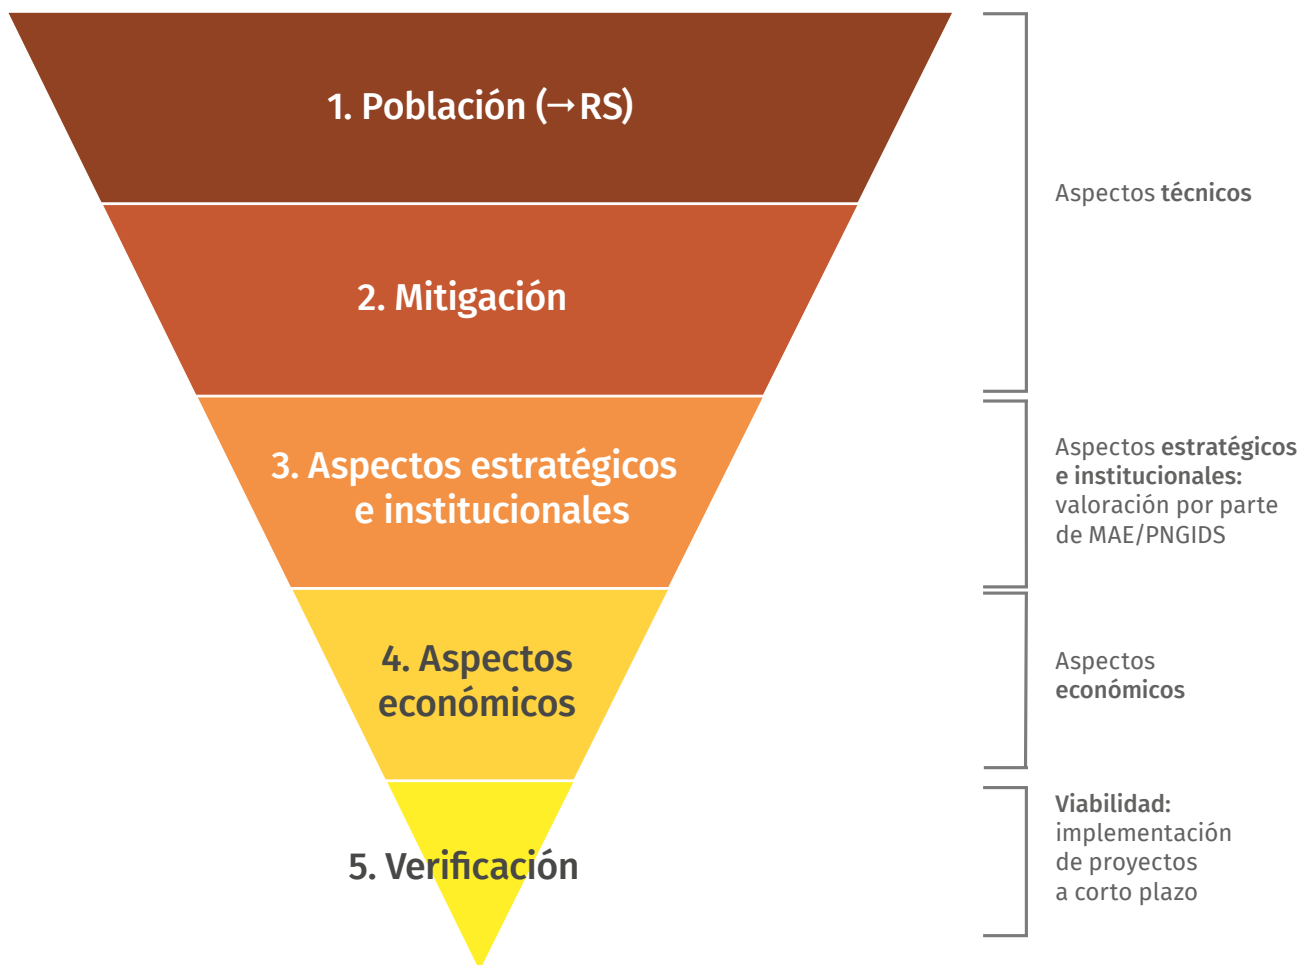 1. Población (→RS)
2. Mitigación
3. Aspectos estratégicos
e institucionales
4. Aspectos
económicos
5. Verificación
Aspectos técnicos
Aspectos estratégicos
e institucionales:
valoración por parte
de MAE/PNGIDS
Aspectos
económicos
Viabilidad:
implementación
de proyectos
a corto plazo